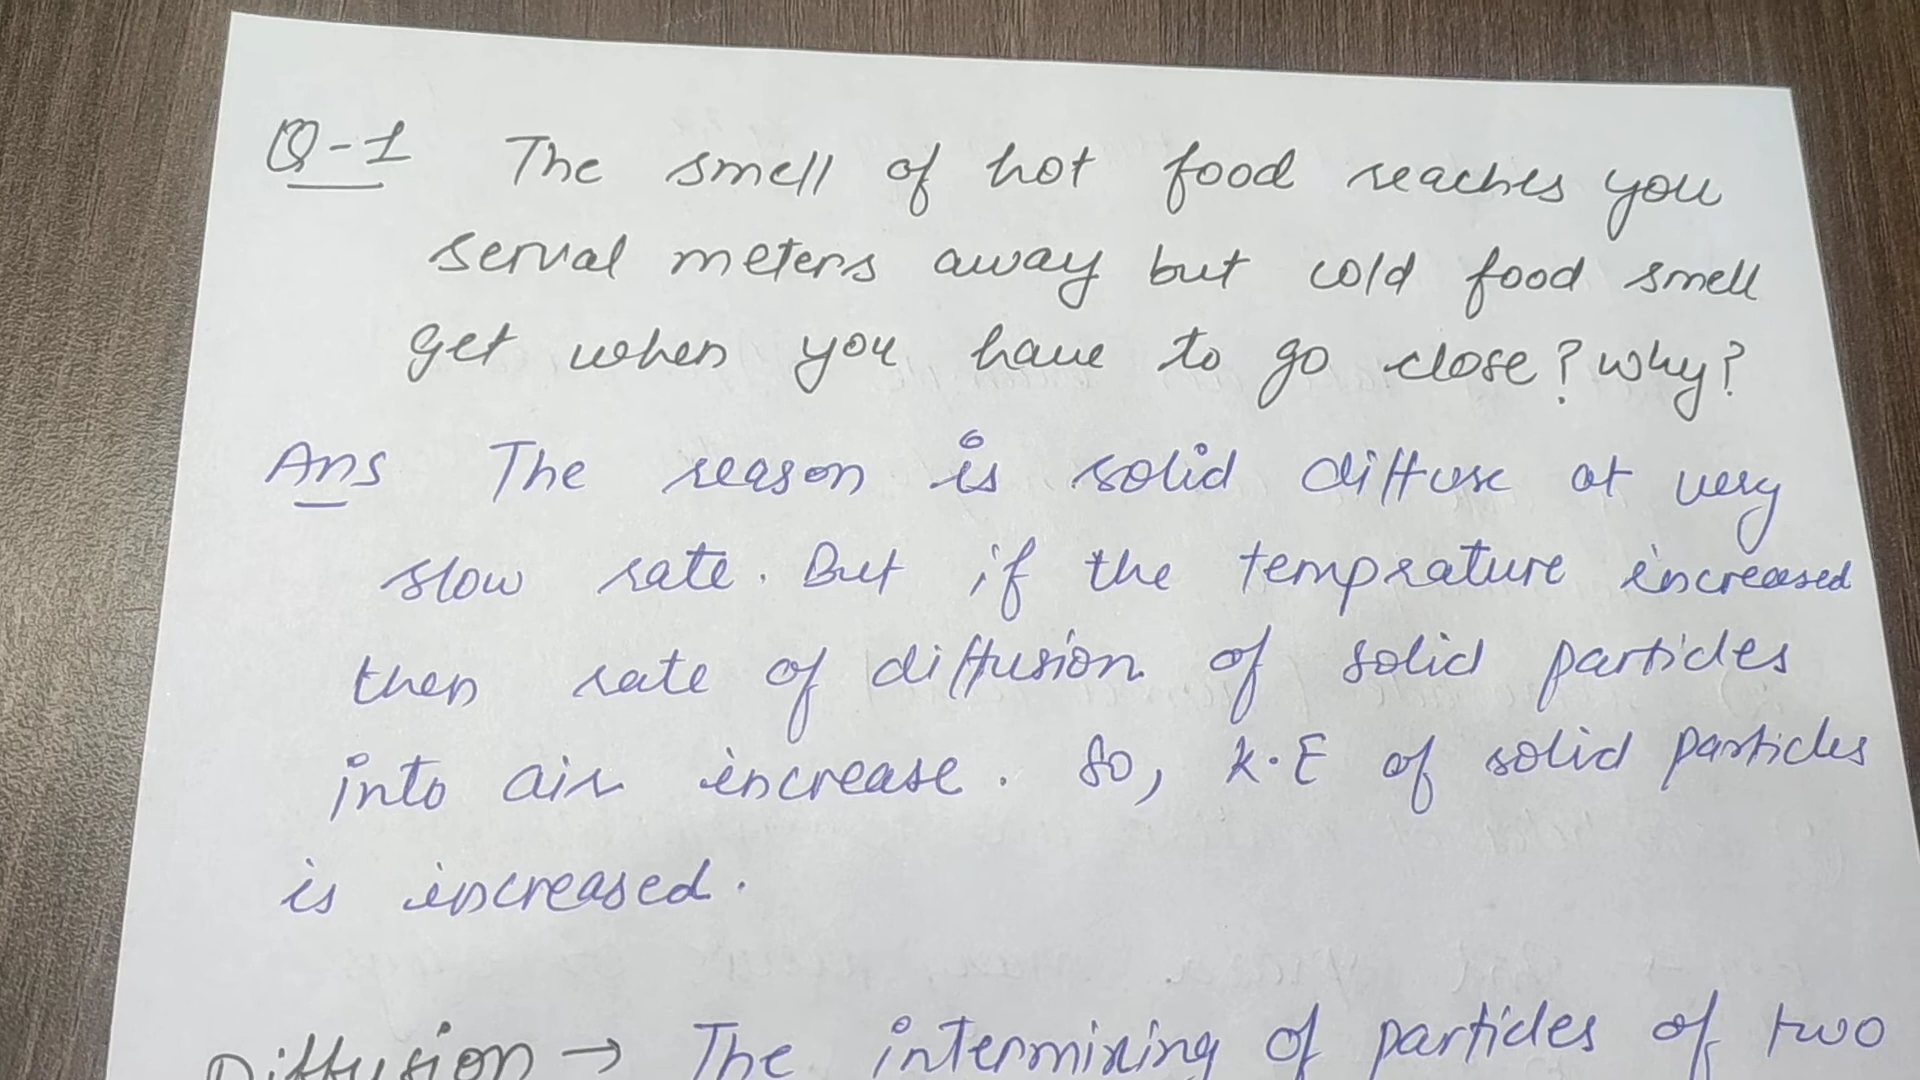 Q-1 The smell of hot food reaches you
serval meters away but cold food smell
get when you have to go close? why?
Ans The reason is solid diffuse at very
slow rate. But if the temprature increased
then rate of diffusion of solid particles
into air increase. So, K.E of solid particles
is increased.
Diffusion → The intermixing of particles of two